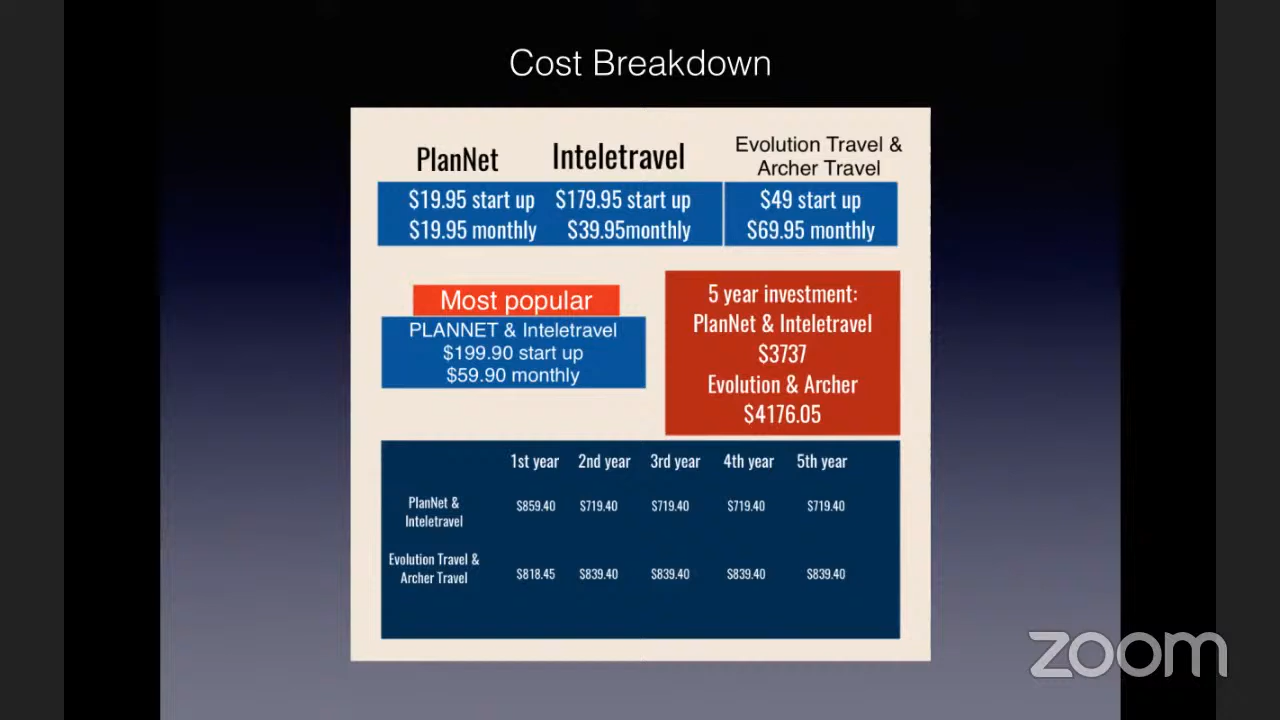 Cost Breakdown
PlanNet
Inteletravel
Evolution Travel &
Archer Travel
$19.95 start up
$179.95 start up
$49 start up
$19.95 monthly
$39.95monthly
$69.95 monthly
Most popular
PLANNET & Inteletravel
$199.90 start up
$59.90 monthly
5 year investment:
PlanNet & Inteletravel
$3737
Evolution & Archer
$4176.05
1st year 2nd year 3rd year 4th year 5th year
PlanNet &
Inteletravel
$859.40 $719.40 $719.40 $719.40 $719.40
Evolution Travel &
Archer Travel
$818.45 $839.40 $839.40 $839.40 $839.40
zoom